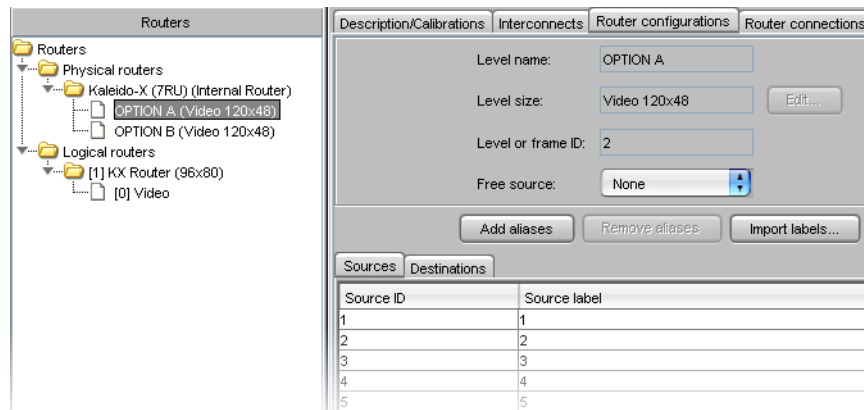 Routers
Routers
Physical routers
Kaleido-X (7RU) (Internal Router)
OPTION A (Video 120x48)
OPTION B (Video 120x48)
Logical routers
[1] KX Router (96x80)
[0] Video
Description/Calibrations Interconnects Router configurations Router connections
Level name: OPTION A
Level size: Video 120x48 Edit...
Level or frame ID: 2
Free source: None
Add aliases Remove aliases Import labels...
Sources Destinations
Source ID Source label
1 1
2 2
3 3
4 4
5 5